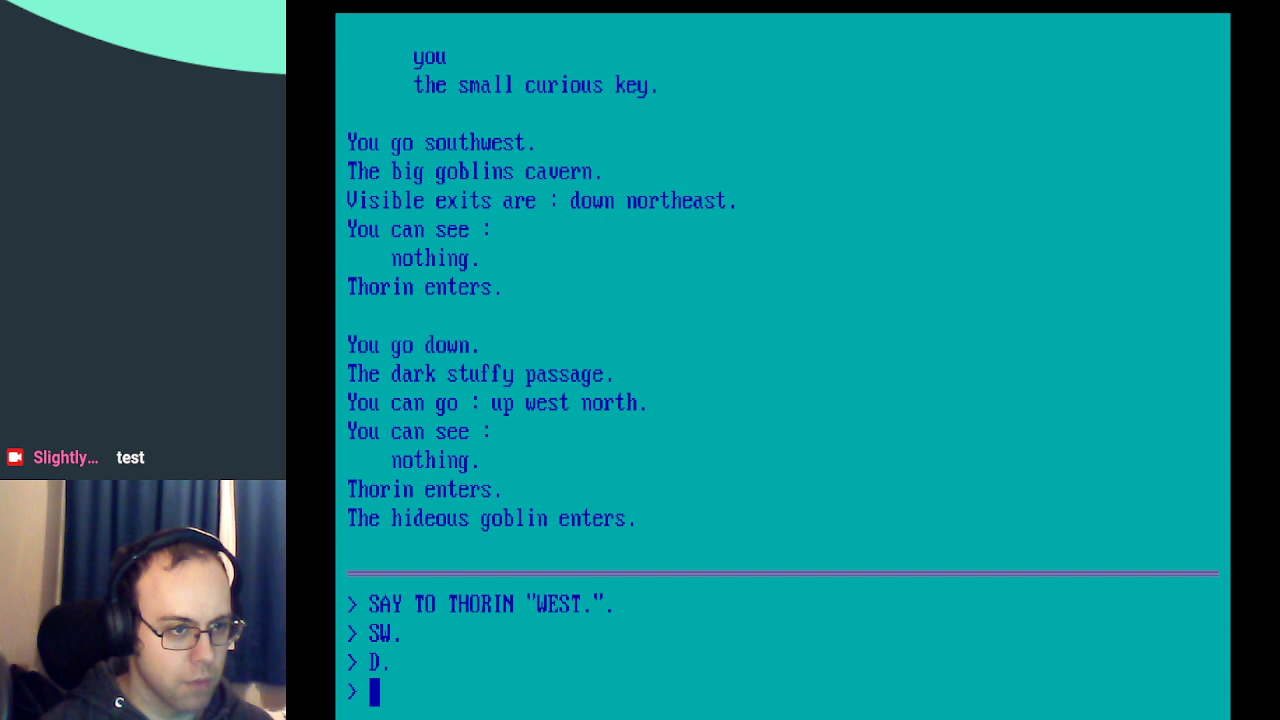 you
the small curious key.
You go southwest.
The big goblins cavern.
Visible exits are : down northeast.
You can see :
nothing.
Thorin enters.
You go down.
The dark stuffy passage.
You can go : up west north.
You can see :
nothing.
Thorin enters.
The hideous goblin enters.
Slightly… test
> SAY TO THORIN "WEST.".
> SW.
> D.
>